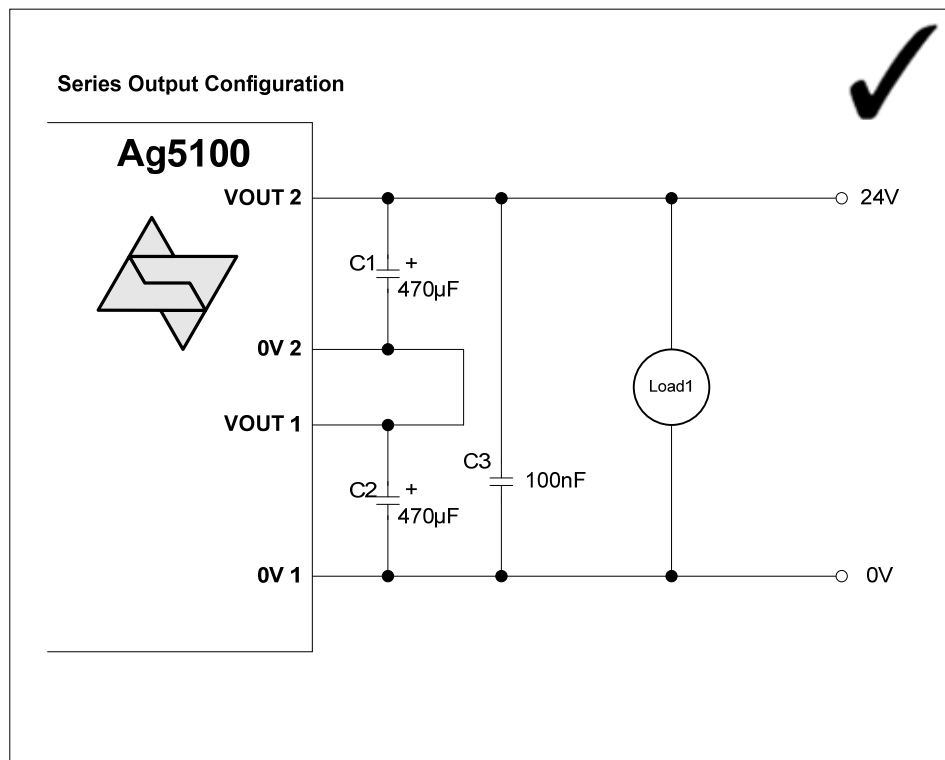 Series Output Configuration
Ag5100
VOUT 2
24V
C1 +
470µF
0V 2
Load1
VOUT 1
C3
100nF
C2 +
470µF
0V 1
0V